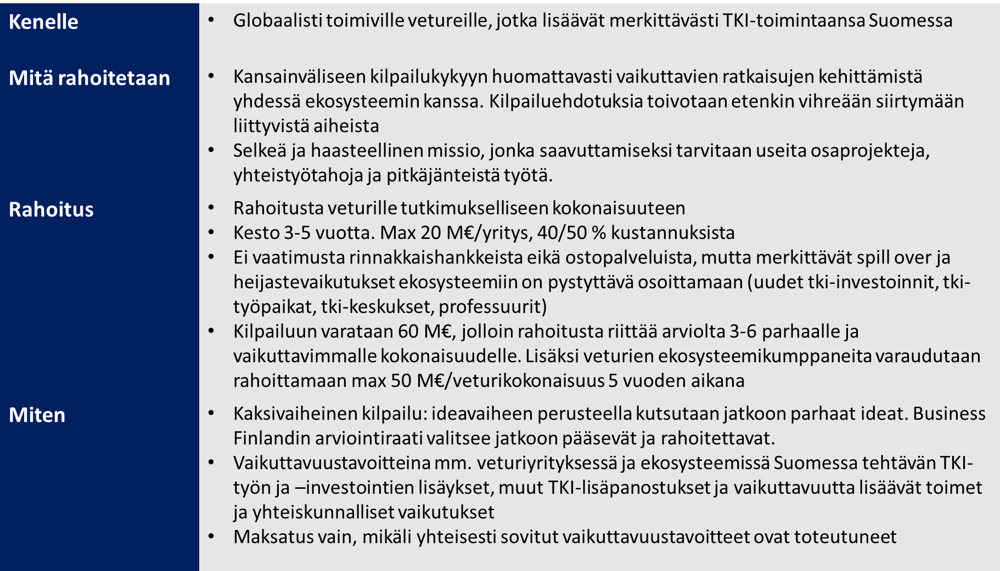 Kenelle
• Globaalisti toimiville vetureille, jotka lisäävät merkittävästi TKI-toimintaansa Suomessa
Mitä rahoitetaan
• Kansainväliseen kilpailukykyyn huomattavasti vaikuttavien ratkaisujen kehittämistä
yhdessä ekosysteemin kanssa. Kilpailuehdotuksia toivotaan etenkin vihreään siirtymään
liittyvistä aiheista
• Selkeä ja haasteellinen missio, jonka saavuttamiseksi tarvitaan useita osaprojekteja,
yhteistyötahoja ja pitkäjänteistä työtä.
Rahoitus
• Rahoitusta veturille tutkimukselliseen kokonaisuuteen
• Kesto 3-5 vuotta. Max 20 M€/yritys, 40/50 % kustannuksista
• Ei vaatimusta rinnakkaishankkeista eikä ostopalveluista, mutta merkittävät spill over ja
heijastevaikutukset ekosysteemiin on pystyttävä osoittamaan (uudet tki-investoinnit, tki-
työpaikat, tki-keskukset, professuurit)
• Kilpailuun varataan 60 M€, jolloin rahoitusta riittää arviolta 3-6 parhaalle ja
vaikuttavimmalle kokonaisuudelle. Lisäksi veturien ekosysteemikumppaneita varaudutaan
rahoittamaan max 50 M€/veturikokonaisuus 5 vuoden aikana
Miten
• Kaksivaiheinen kilpailu: ideavaiheen perusteella kutsutaan jatkoon parhaat ideat. Business
Finlandin arviointiraati valitsee jatkoon pääsevät ja rahoitettavat.
• Vaikuttavuustavoitteina mm. veturiyrityksessä ja ekosysteemissä Suomessa tehtävän TKI-
työn ja –investointien lisäykset, muut TKI-lisäpanostukset ja vaikuttavuutta lisäävät toimet
ja yhteiskunnalliset vaikutukset
• Maksatus vain, mikäli yhteisesti sovitut vaikuttavuustavoitteet ovat toteutuneet